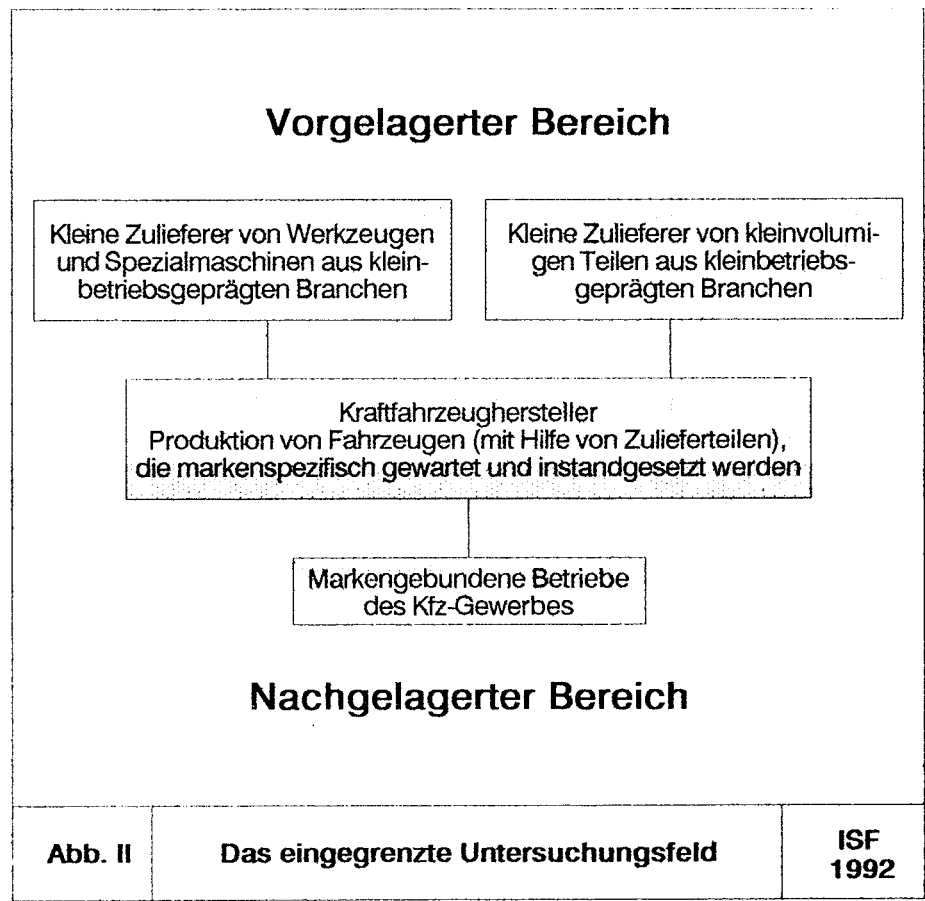 Vorgelagerter Bereich
Kleine Zulieferer von Werkzeugen
und Spezialmaschinen aus klein-
betriebsgeprägten Branchen
Kleine Zulieferer von kleinvolumi-
gen Teilen aus kleinbetriebs-
geprägten Branchen
Kraftfahrzeughersteller
Produktion von Fahrzeugen (mit Hilfe von Zulieferteilen),
die markenspezifisch gewartet und instandgesetzt werden
Markengebundene Betriebe
des Kfz-Gewerbes
Nachgelagerter Bereich
Abb. II
Das eingegrenzte Untersuchungsfeld
ISF
1992